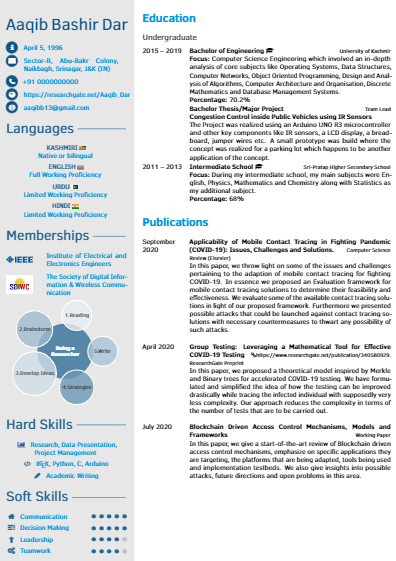 Aaqib Bashir Dar
April 5, 1996
Sector-B, Abu-Bakr Colony,
Naikbagh, Srinagar, J&K (IN)
+91 0000000000
https://researchgate.net/Aaqib_Dar
aaqibb13@gmail.com
Languages
KASHMIRI
Native or bilingual
ENGLISH
Full Working Proficiency
URDU
Limited Working Proficiency
HINDI
Limited Working Proficiency
Memberships
IEEE
Institute of Electrical and
Electronics Engineers
SDIWC
The Society of Digital Infor-
mation & Wireless Commu-
nication
1.Reading
2.Brainstorm
Being a
Researcher
5.Write
3.Develop Ideas
4.Strategize
Hard Skills
Research, Data Presentation,
Project Management
LATEX, Python, C, Arduino
Academic Writing
Soft Skills
Communication
Decision Making
Leadership
Teamwork
Education
Undergraduate
2015 – 2019 Bachelor of Engineering University of Kashmir
Focus: Computer Science Engineering which involved an in-depth
analysis of core subjects like Operating Systems, Data Structures,
Computer Networks, Object Oriented Programming, Design and Anal-
ysis of Algorithms, Computer Architecture and Organisation, Discrete
Mathematics and Database Management Systems.
Percentage: 70.2%
Bachelor Thesis/Major Project Team Lead
Congestion Control inside Public Vehicles using IR Sensors
The Project was realized using an Arduino UNO R3 microcontroller
and other key components like IR sensors, a LCD display, a bread-
board, jumper wires etc. A small prototype was build where the
concept was realized for a parking lot which happens to be another
application of the concept.
2011 – 2013 Intermediate School Sri-Pratap Higher Secondary School
Focus: During my intermediate school, my main subjects were En-
glish, Physics, Mathematics and Chemistry along with Statistics as
my additional subject.
Percentage: 68%
Publications
September 2020 Applicability of Mobile Contact Tracing in Fighting Pandemic
(COVID-19): Issues, Challenges and Solutions. Computer Science
Review (Elsevier)
In this paper, we throw light on some of the issues and challenges
pertaining to the adaption of mobile contact tracing for fighting
COVID-19. In essence we proposed an Evaluation framework for
mobile contact tracing solutions to determine their feasibility and
effectiveness. We evaluate some of the available contact tracing solu-
tions in light of our proposed framework. Furthermore we presented
possible attacks that could be launched against contact tracing so-
lutions with necessary countermeasures to thwart any possibility of
such attacks.
April 2020 Group Testing: Leveraging a Mathematical Tool for Effective
COVID-19 Testing https://www.researchgate.net/publication/340580929.
ResearchGate Preprint
In this paper, we proposed a theoretical model inspired by Merkle
and Binary trees for accelerated COVID-19 testing. We have formu-
lated and simplified the idea of how the testing can be improved
drastically while tracing the infected individual with supposedly very
less complexity. Our approach reduces the complexity in terms of
the number of tests that are to be carried out.
July 2020 Blockchain Driven Access Control Mechanisms, Models and
Frameworks Working Paper
In this paper, we give a start-of-the-art review of Blockchain driven
access control mechanisms, emphasize on specific applications they
are targeting, the platforms that are being adapted, tools being used
and implementation testbeds. We also give insights into possible
attacks, future directions and open problems in this area.